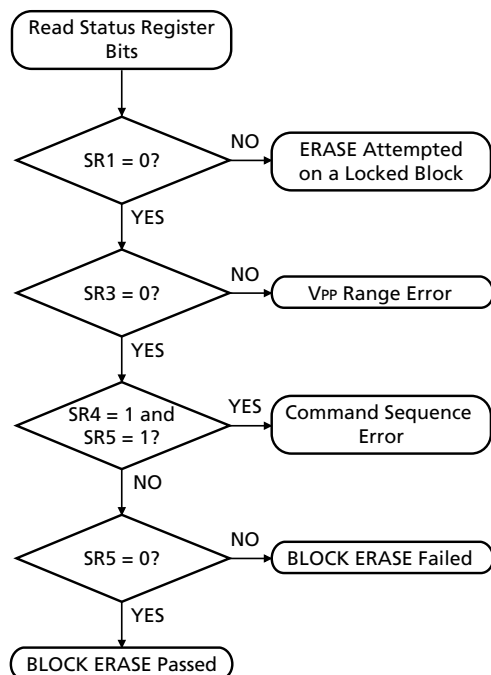 Read Status Register
Bits
SR1 = 0?
NO
ERASE Attempted
on a Locked Block
YES
SR3 = 0?
NO
VPP Range Error
YES
SR4 = 1 and
SR5 = 1?
YES
Command Sequence
Error
NO
SR5 = 0?
NO
BLOCK ERASE Failed
YES
BLOCK ERASE Passed